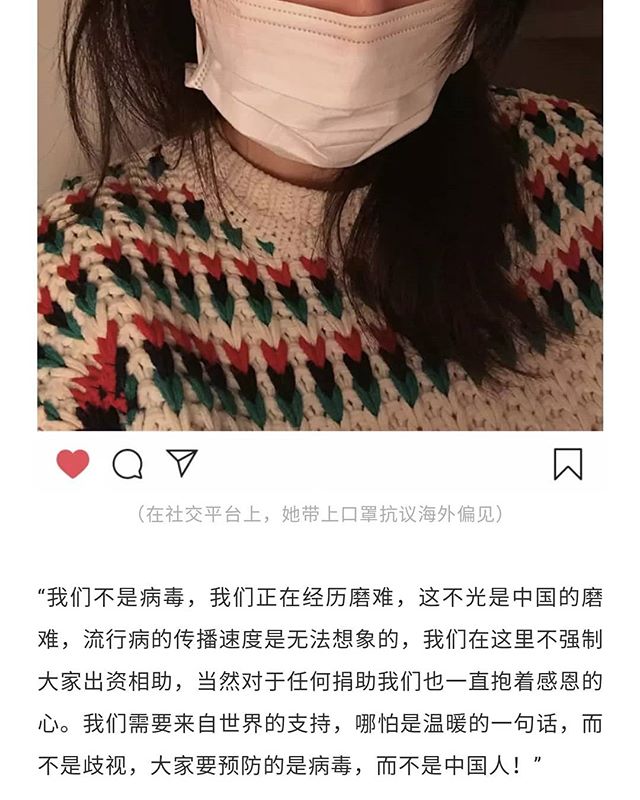 （在社交平台上，她带上口罩抗议海外偏见）
“我们不是病毒，我们正在经历磨难，这不光是中国的磨
难，流行病的传播速度是无法想象的，我们在这里不强制
大家出资相助，当然对于任何捐助我们也一直抱着感恩的
心。我们需要来自世界的支持，哪怕是温暖的一句话，而
不是歧视，大家要预防的是病毒，而不是中国人！”